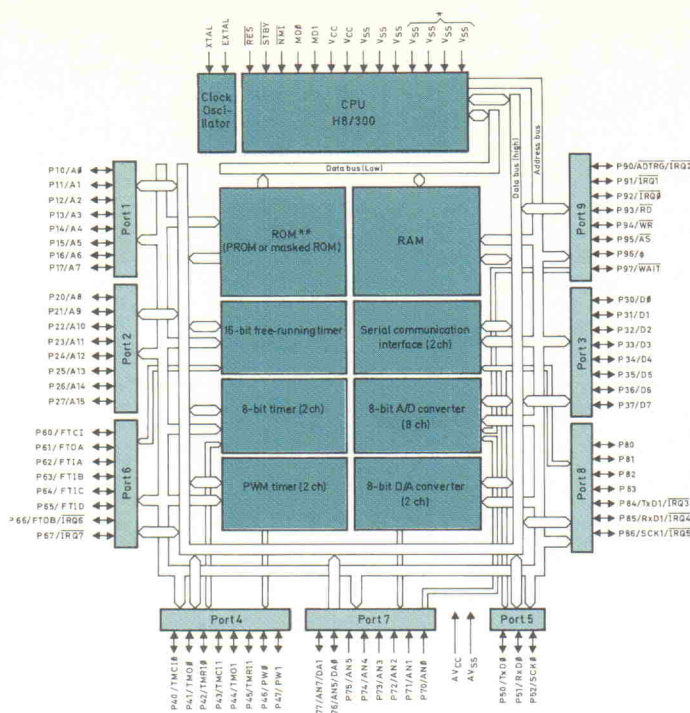 *
XTAL
EXTAL
RES
STBY
NMI
MD0
MD1
VCC
VCC
VSS
VSS
VSS
VSS
VSS
VSS
Clock
Osci-
llator
CPU
H8/300
Data bus (Low)
Data bus (high)
Address bus
P10/A0
P11/A1
P12/A2
P13/A3
P14/A4
P15/A5
P16/A6
P17/A7
Port 1
ROM**
(PROM or masked ROM)
RAM
P90/ADTRG/IRQ2
P91/IRQ1
P92/IRQ0
P93/RD
P94/WR
P95/AS
P96/φ
P97/WAIT
Port 9
P20/A8
P21/A9
P22/A10
P23/A11
P24/A12
P25/A13
P26/A14
P27/A15
Port 2
16-bit free-running timer
Serial communication
interface (2 ch)
P30/D0
P31/D1
P32/D2
P33/D3
P34/D4
P35/D5
P36/D6
P37/D7
Port 3
8-bit timer (2 ch)
8-bit A/D converter
(8 ch)
P60/FTCI
P61/FTOA
P62/FTIA
P63/FTIB
P64/FTIC
P65/FTID
P66/FTOB/IRQ6
P67/IRQ7
Port 6
PWM timer (2 ch)
8-bit D/A converter
(2 ch)
P80
P81
P82
P83
P84/TxD1/IRQ3
P85/RxD1/IRQ4
P86/SCK1/IRQ5
Port 8
Port 4
Port 7
Port 5
P40/TMCI0
P41/TMO0
P42/TMRI0
P43/TMCI1
P44/TMO1
P45/TMRI1
P46/PW0
P47/PW1
77/AN7/DA1
76/AN5/DA0
P75/AN5
P74/AN4
P73/AN3
P72/AN2
P71/AN1
P70/AN0
AVCC
AVSS
P50/TxD0
P51/RxD0
P52/SCK0